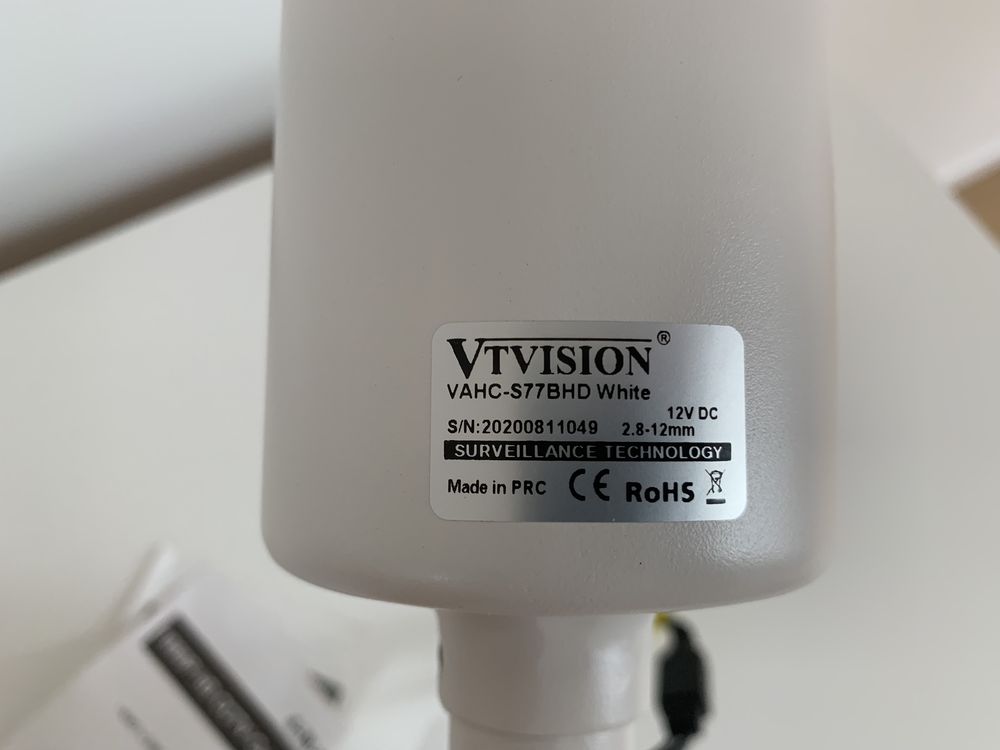 VTVISION®
VAHC-S77BHD White
12V DC
S/N:20200811049 2.8-12mm
SURVEILLANCE TECHNOLOGY
Made in PRC CE RoHS